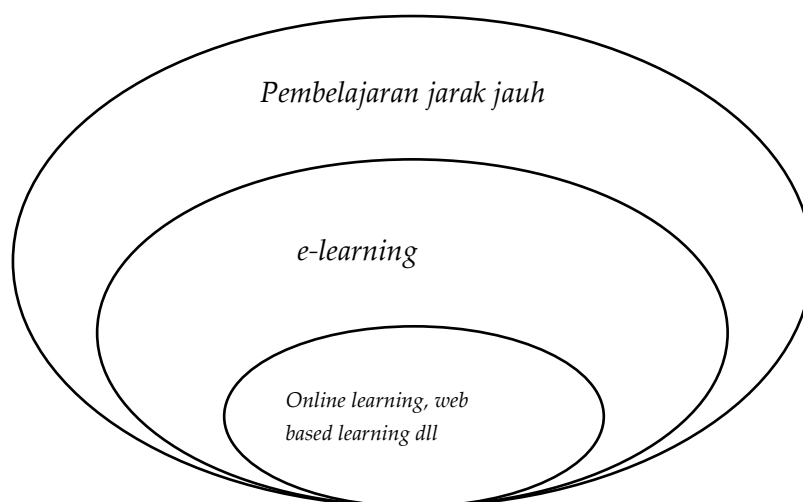 Pembelajaran jarak jauh
e-learning
Online learning, web
based learning dll